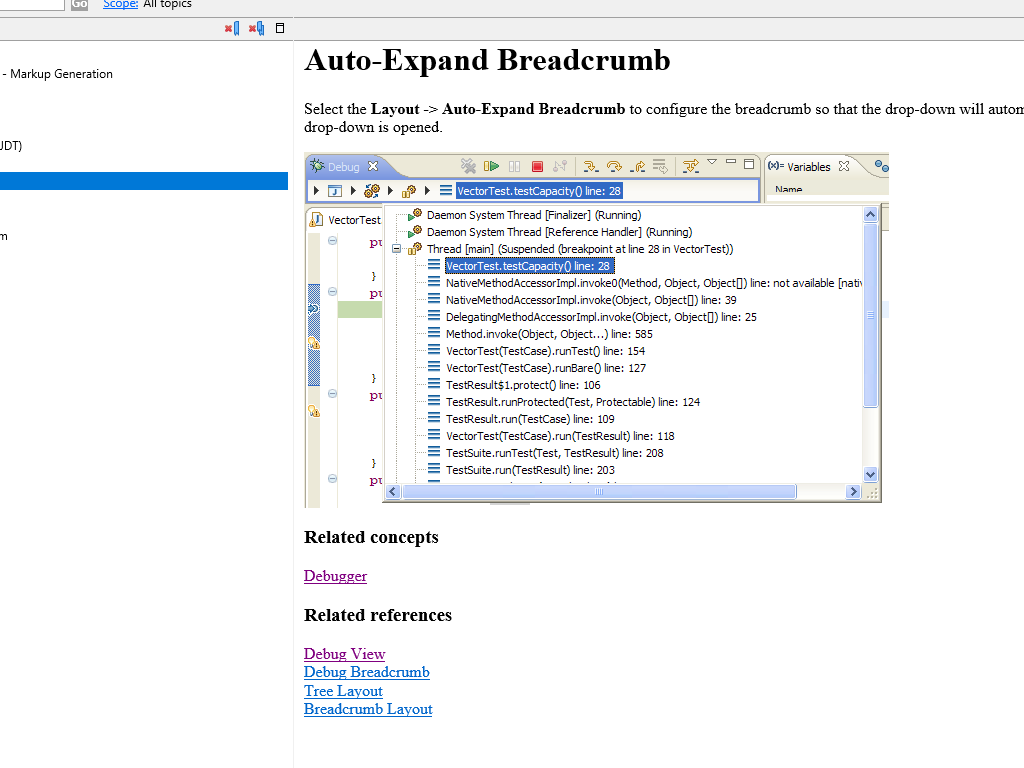 Go Scope: All topics
- Markup Generation
JDT)
m
Auto-Expand Breadcrumb
Select the Layout -> Auto-Expand Breadcrumb to configure the breadcrumb so that the drop-down will autom
drop-down is opened.
Debug
(x)= Variables
VectorTest.testCapacity() line: 28
Name
VectorTest
Daemon System Thread [Finalizer] (Running)
Daemon System Thread [Reference Handler] (Running)
pu
Thread [main] (Suspended (breakpoint at line 28 in VectorTest))
VectorTest.testCapacity() line: 28
}
NativeMethodAccessorImpl.invoke0(Method, Object, Object[]) line: not available [nativ
pu
NativeMethodAccessorImpl.invoke(Object, Object[]) line: 39
DelegatingMethodAccessorImpl.invoke(Object, Object[]) line: 25
Method.invoke(Object, Object...) line: 585
VectorTest(TestCase).runTest() line: 154
VectorTest(TestCase).runBare() line: 127
}
TestResult$1.protect() line: 106
pu
TestResult.runProtected(Test, Protectable) line: 124
TestResult.run(TestCase) line: 109
VectorTest(TestCase).run(TestResult) line: 118
TestSuite.runTest(Test, TestResult) line: 208
}
TestSuite.run(TestResult) line: 203
pu
Related concepts
Debugger
Related references
Debug View
Debug Breadcrumb
Tree Layout
Breadcrumb Layout